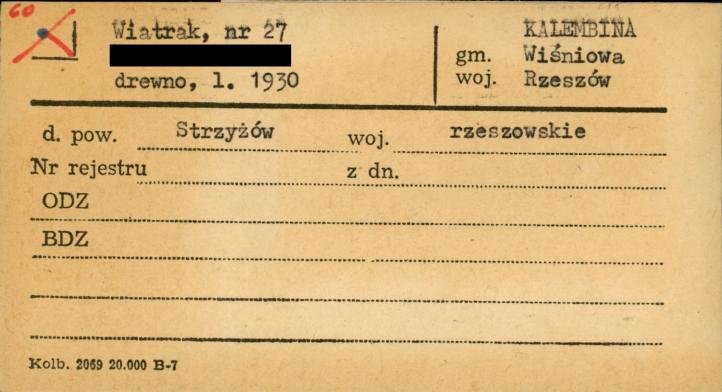 60
Wiatrak, nr 27
drewno, l. 1930
KALEMBINA
gm. Wiśniowa
woj. Rzeszów
d. pow. Strzyżów woj. rzeszowskie
Nr rejestru z dn.
ODZ
BDZ
Kolb. 2069 20.000 B-7